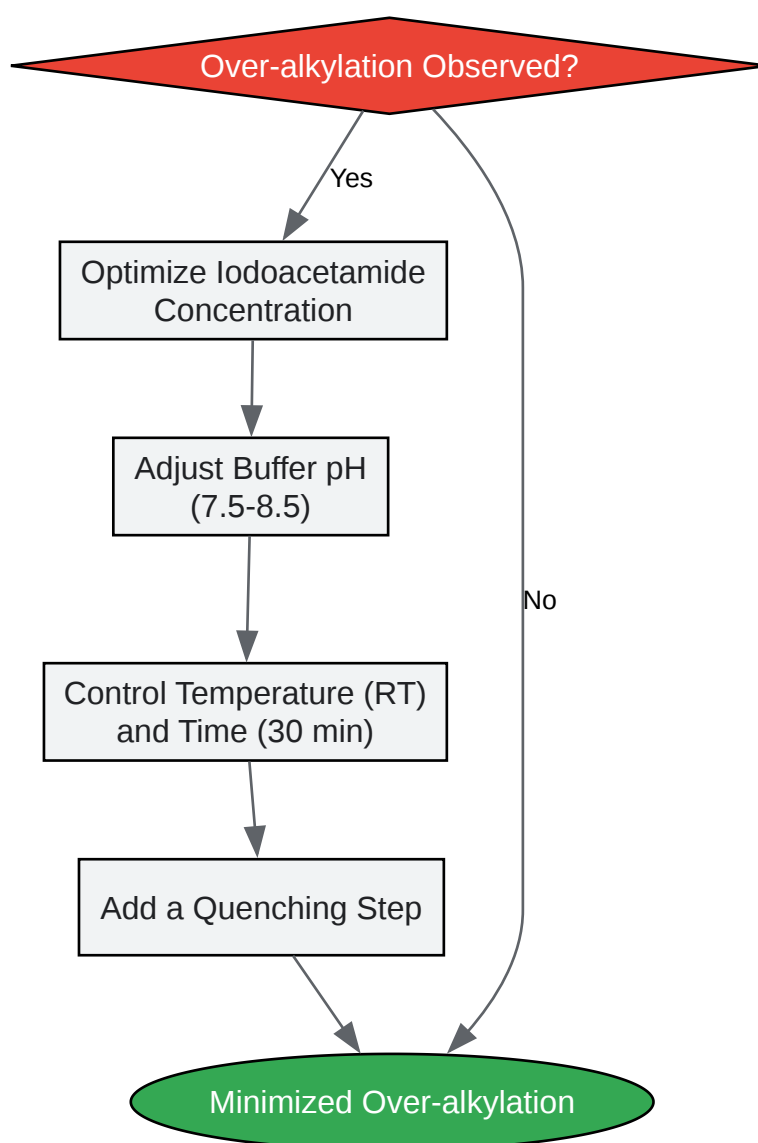 Over-alkylation Observed?
Yes
Optimize Iodoacetamide
Concentration
Adjust Buffer pH
(7.5-8.5)
No
Control Temperature (RT)
and Time (30 min)
Add a Quenching Step
Minimized Over-alkylation